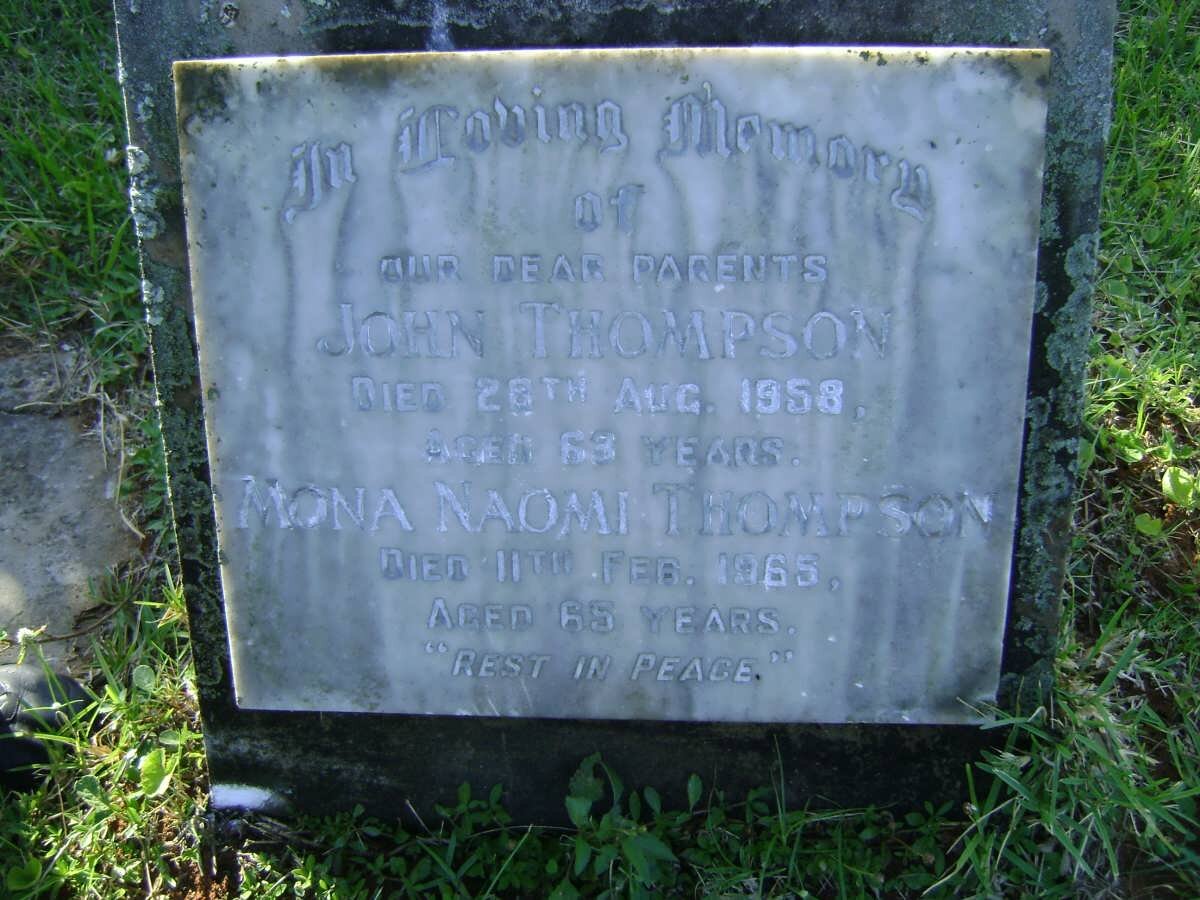 In Loving Memory
of
OUR DEAR PARENTS
JOHN THOMPSON
DIED 28TH AUG. 1958,
AGED 63 YEARS.
MONA NAOMI THOMPSON
DIED 11TH FEB. 1965,
AGED 65 YEARS.
"REST IN PEACE"